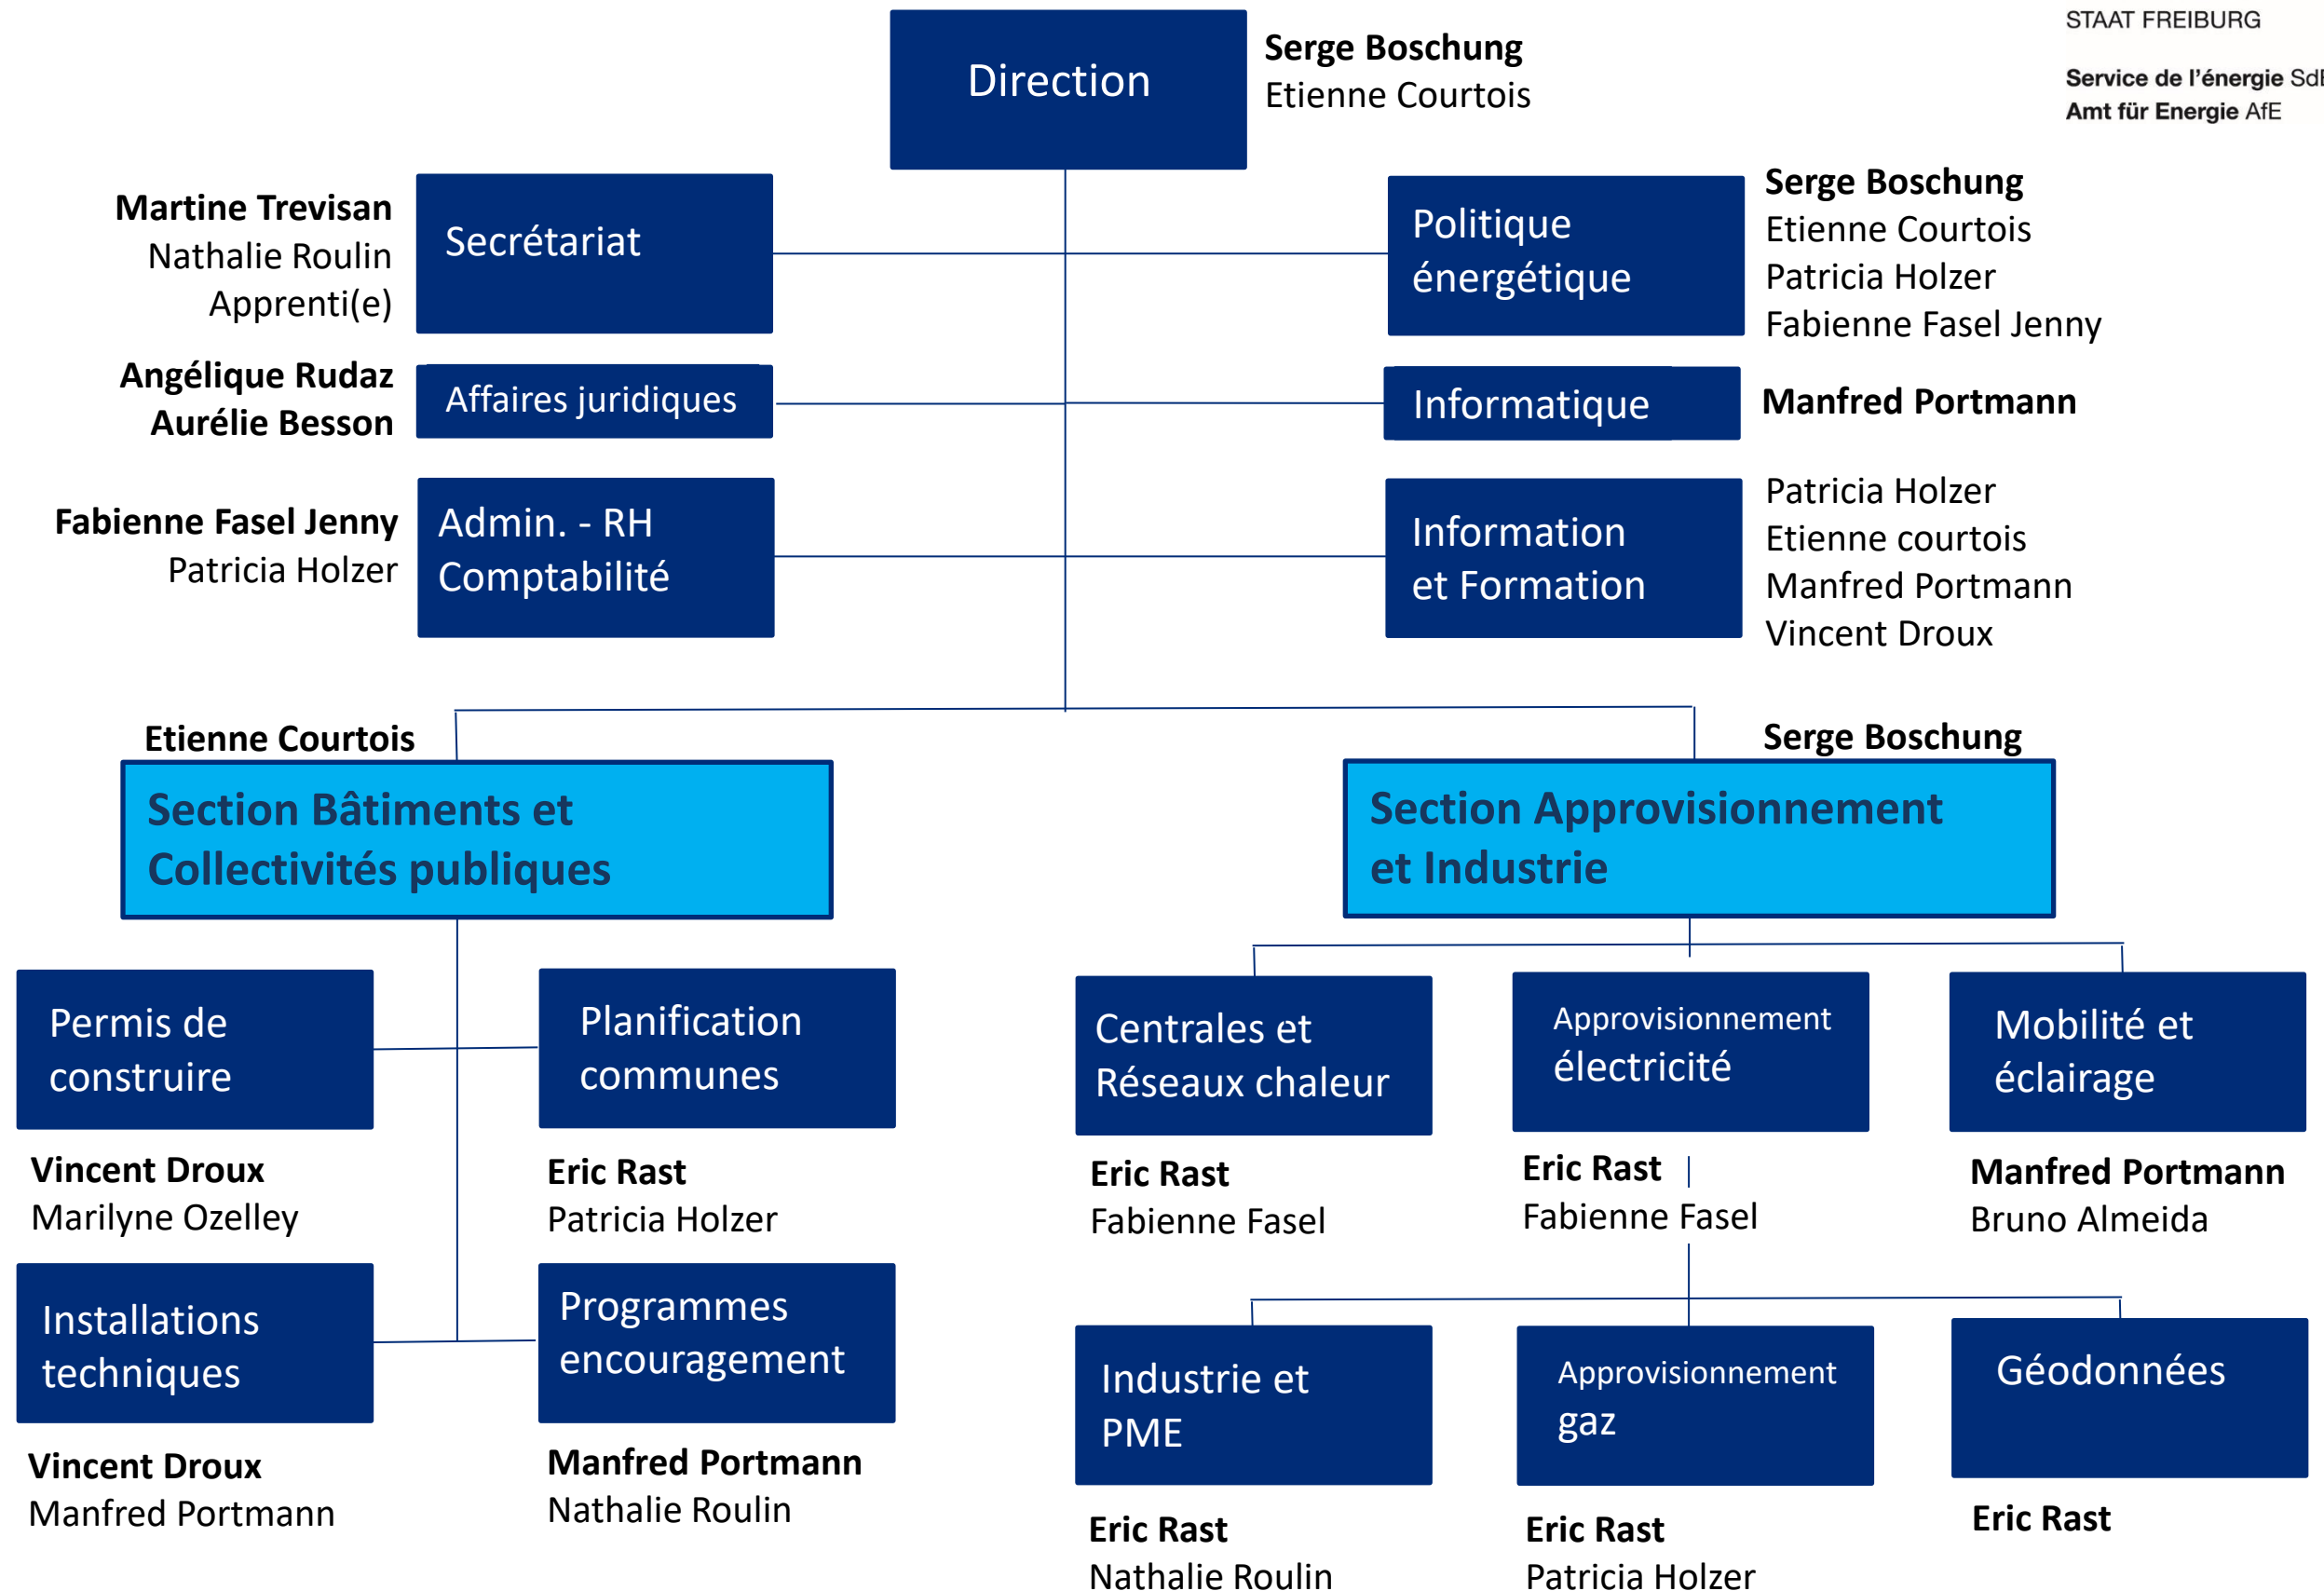 STAAT FREIBURG
Service de l'énergie SdE
Amt für Energie AfE
Direction
Serge Boschung
Etienne Courtois
Martine Trevisan
Nathalie Roulin
Apprenti(e)
Secrétariat
Politique
énergétique
Serge Boschung
Etienne Courtois
Patricia Holzer
Fabienne Fasel Jenny
Angélique Rudaz
Aurélie Besson
Affaires juridiques
Informatique
Manfred Portmann
Fabienne Fasel Jenny
Patricia Holzer
Admin. - RH
Comptabilité
Information
et Formation
Patricia Holzer
Etienne courtois
Manfred Portmann
Vincent Droux
Etienne Courtois
Section Bâtiments et
Collectivités publiques
Serge Boschung
Section Approvisionnement
et Industrie
Permis de
construire
Vincent Droux
Marilyne Ozelley
Planification
communes
Eric Rast
Patricia Holzer
Installations
techniques
Vincent Droux
Manfred Portmann
Programmes
encouragement
Manfred Portmann
Nathalie Roulin
Centrales et
Réseaux chaleur
Eric Rast
Fabienne Fasel
Approvisionnement
électricité
Eric Rast
Fabienne Fasel
Mobilité et
éclairage
Manfred Portmann
Bruno Almeida
Industrie et
PME
Eric Rast
Nathalie Roulin
Approvisionnement
gaz
Eric Rast
Patricia Holzer
Géodonnées
Eric Rast